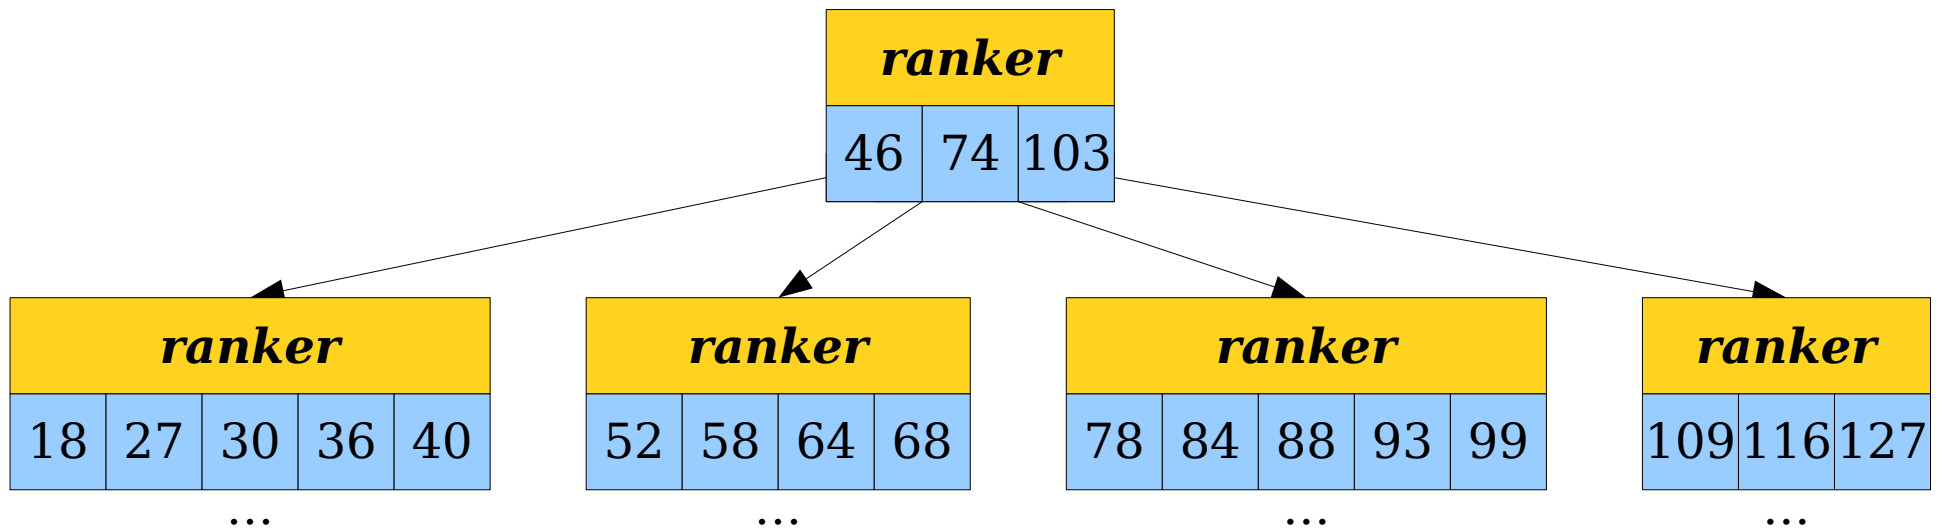 ranker
46 74 103
ranker ranker ranker ranker
18 27 30 36 40 52 58 64 68 78 84 88 93 99 109 116 127
... ... ... ...